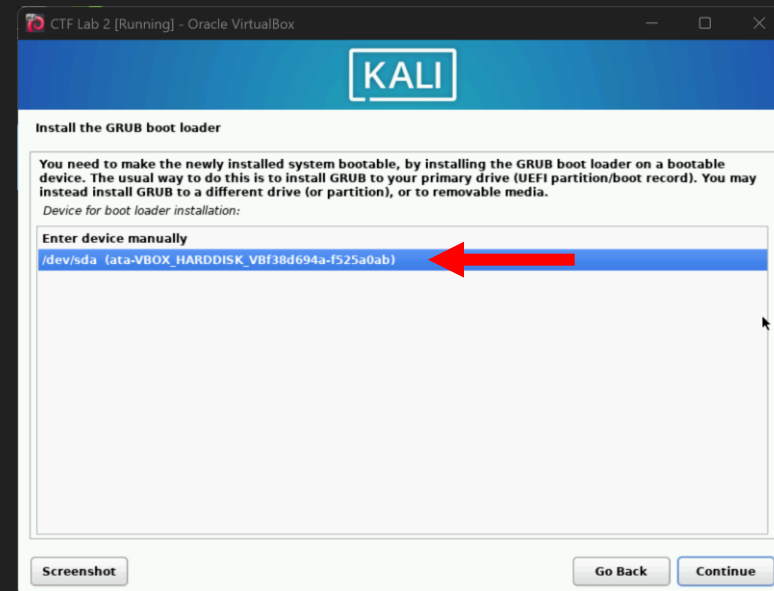 CTF Lab 2 [Running] - Oracle VirtualBox
KALI
Install the GRUB boot loader
You need to make the newly installed system bootable, by installing the GRUB boot loader on a bootable
device. The usual way to do this is to install GRUB to your primary drive (UEFI partition/boot record). You may
instead install GRUB to a different drive (or partition), or to removable media.
Device for boot loader installation:
Enter device manually
/dev/sda (ata-VBOX_HARDDISK_VBf38d694a-f525a0ab)
Screenshot
Go Back
Continue